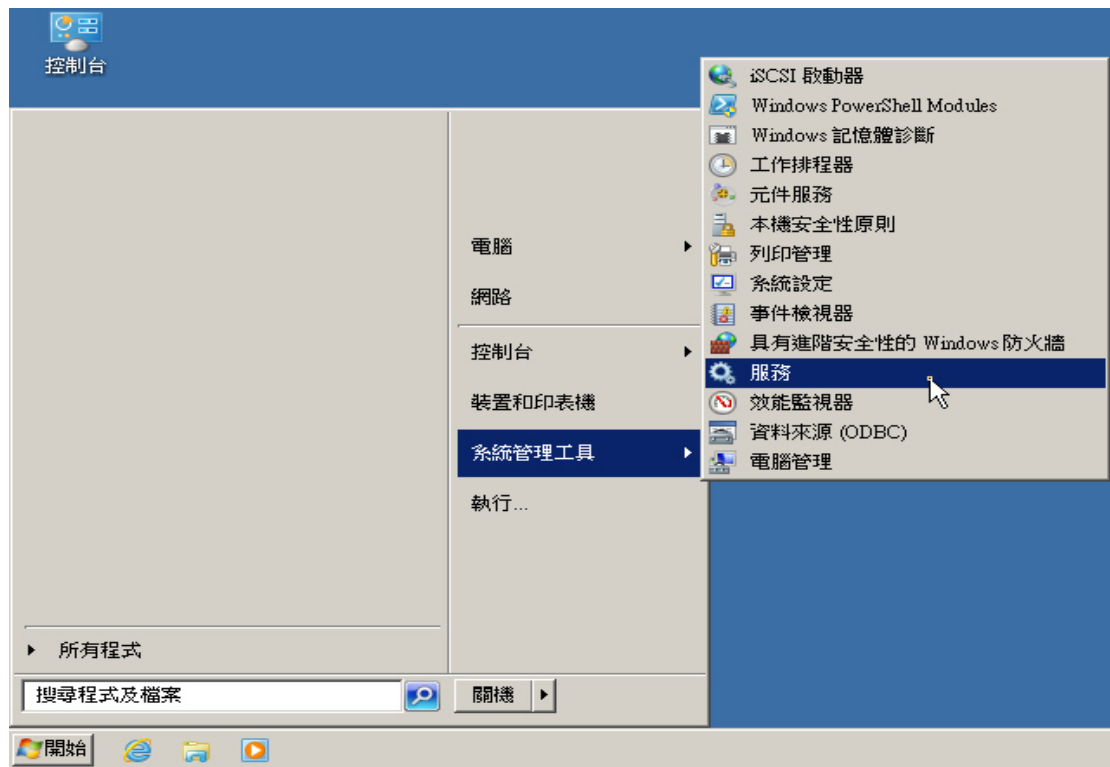 控制台
iSCSI 啟動器
Windows PowerShell Modules
Windows 記憶體診斷
工作排程器
元件服務
本機安全性原則
列印管理
系統設定
事件檢視器
具有進階安全性的 Windows 防火牆
服務
效能監視器
資料來源 (ODBC)
電腦管理
電腦
網路
控制台
裝置和印表機
系統管理工具
執行...
所有程式
搜尋程式及檔案
關機
開始